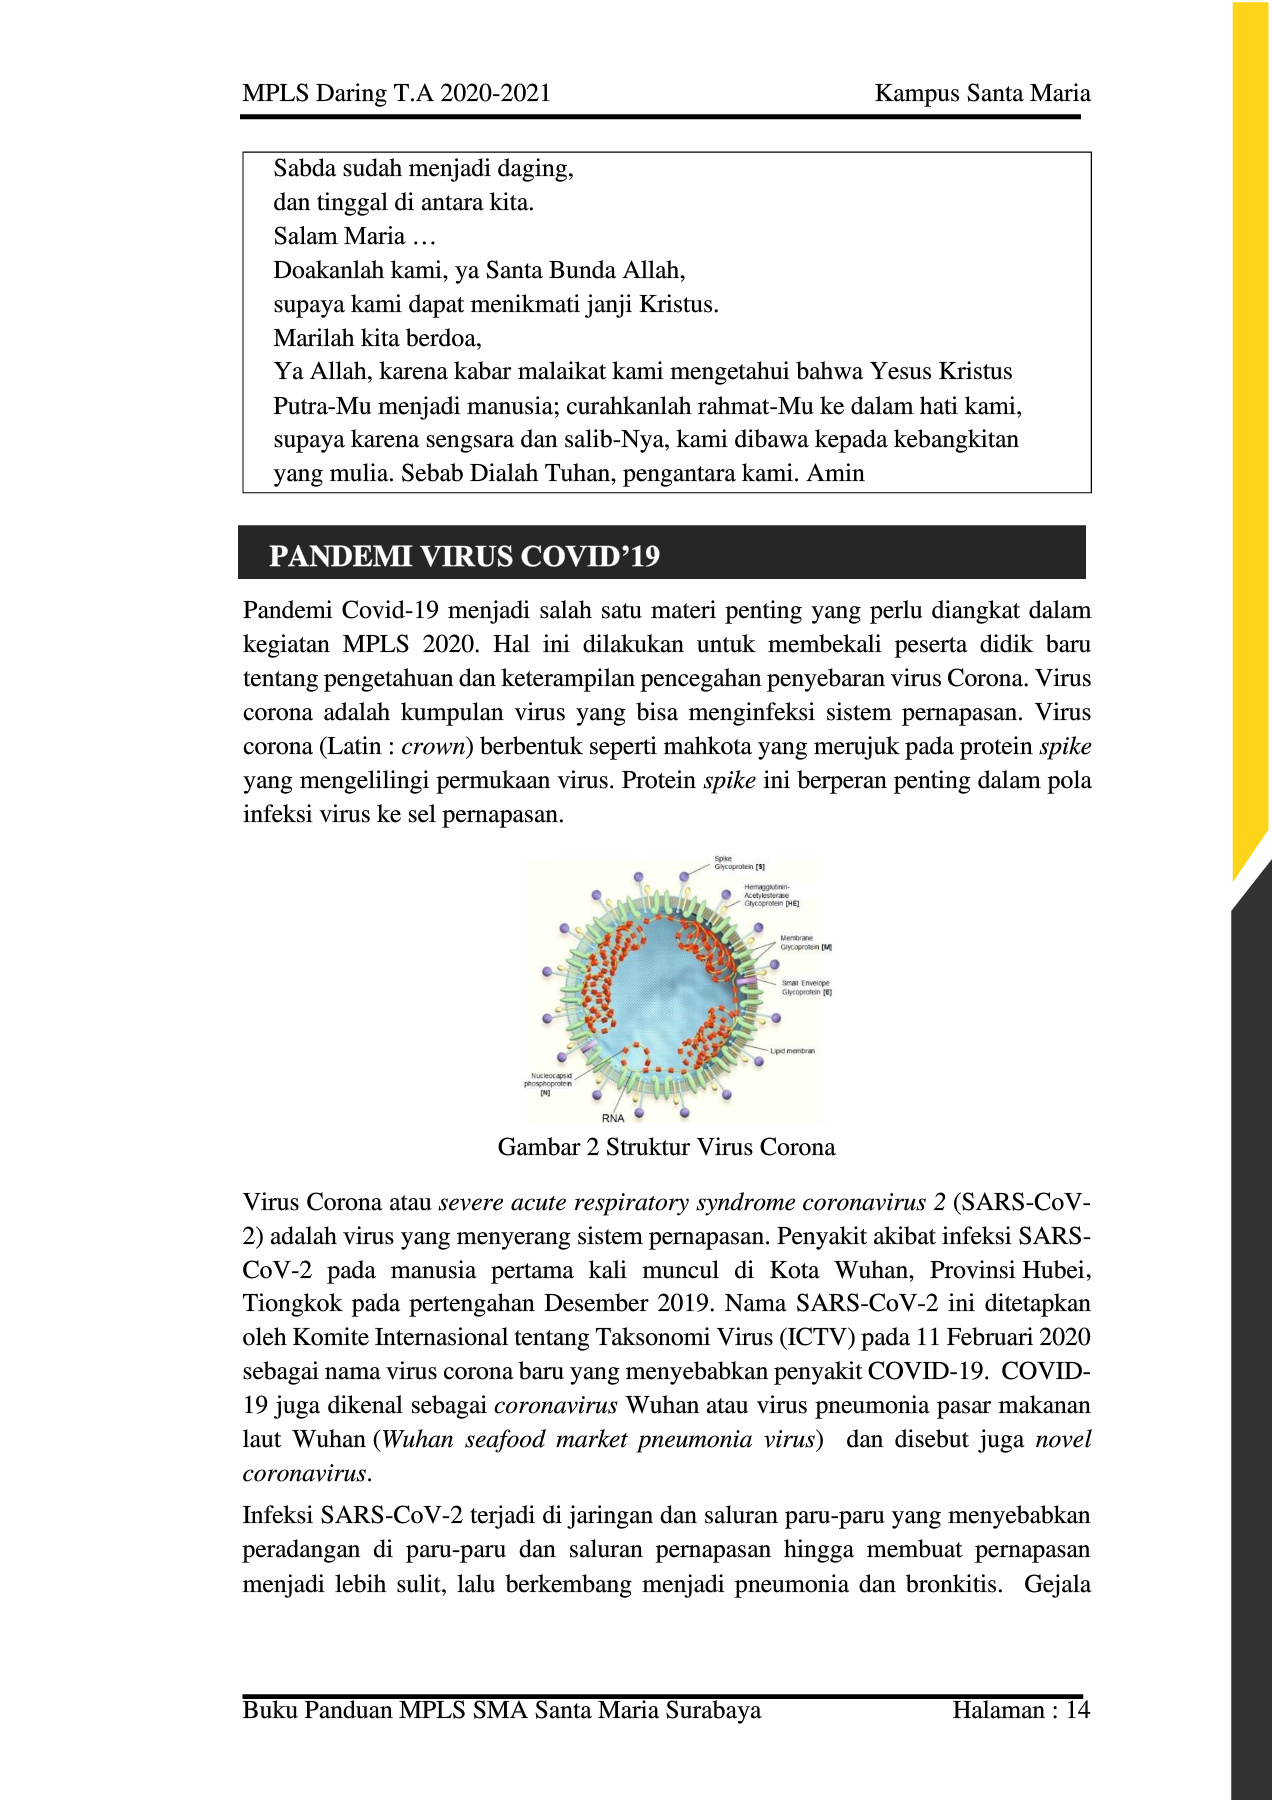 MPLS Daring T.A 2020-2021 Kampus Santa Maria
Sabda sudah menjadi daging,
dan tinggal di antara kita.
Salam Maria …
Doakanlah kami, ya Santa Bunda Allah,
supaya kami dapat menikmati janji Kristus.
Marilah kita berdoa,
Ya Allah, karena kabar malaikat kami mengetahui bahwa Yesus Kristus
Putra-Mu menjadi manusia; curahkanlah rahmat-Mu ke dalam hati kami,
supaya karena sengsara dan salib-Nya, kami dibawa kepada kebangkitan
yang mulia. Sebab Dialah Tuhan, pengantara kami. Amin
PANDEMI VIRUS COVID’19
Pandemi Covid-19 menjadi salah satu materi penting yang perlu diangkat dalam
kegiatan MPLS 2020. Hal ini dilakukan untuk membekali peserta didik baru
tentang pengetahuan dan keterampilan pencegahan penyebaran virus Corona. Virus
corona adalah kumpulan virus yang bisa menginfeksi sistem pernapasan. Virus
corona (Latin : crown) berbentuk seperti mahkota yang merujuk pada protein spike
yang mengelilingi permukaan virus. Protein spike ini berperan penting dalam pola
infeksi virus ke sel pernapasan.
Spike
Glycoprotein [S]
Hemagglutinin-
Acetylesterase
Glycoprotein [HE]
Membrane
Glycoprotein [M]
Small Envelope
Glycoprotein [E]
Lipid membran
Nucleocapsid
phosphoprotein
[N]
RNA
Gambar 2 Struktur Virus Corona
Virus Corona atau severe acute respiratory syndrome coronavirus 2 (SARS-CoV-
2) adalah virus yang menyerang sistem pernapasan. Penyakit akibat infeksi SARS-
CoV-2 pada manusia pertama kali muncul di Kota Wuhan, Provinsi Hubei,
Tiongkok pada pertengahan Desember 2019. Nama SARS-CoV-2 ini ditetapkan
oleh Komite Internasional tentang Taksonomi Virus (ICTV) pada 11 Februari 2020
sebagai nama virus corona baru yang menyebabkan penyakit COVID-19. COVID-
19 juga dikenal sebagai coronavirus Wuhan atau virus pneumonia pasar makanan
laut Wuhan (Wuhan seafood market pneumonia virus) dan disebut juga novel
coronavirus.
Infeksi SARS-CoV-2 terjadi di jaringan dan saluran paru-paru yang menyebabkan
peradangan di paru-paru dan saluran pernapasan hingga membuat pernapasan
menjadi lebih sulit, lalu berkembang menjadi pneumonia dan bronkitis. Gejala
Buku Panduan MPLS SMA Santa Maria Surabaya Halaman : 14